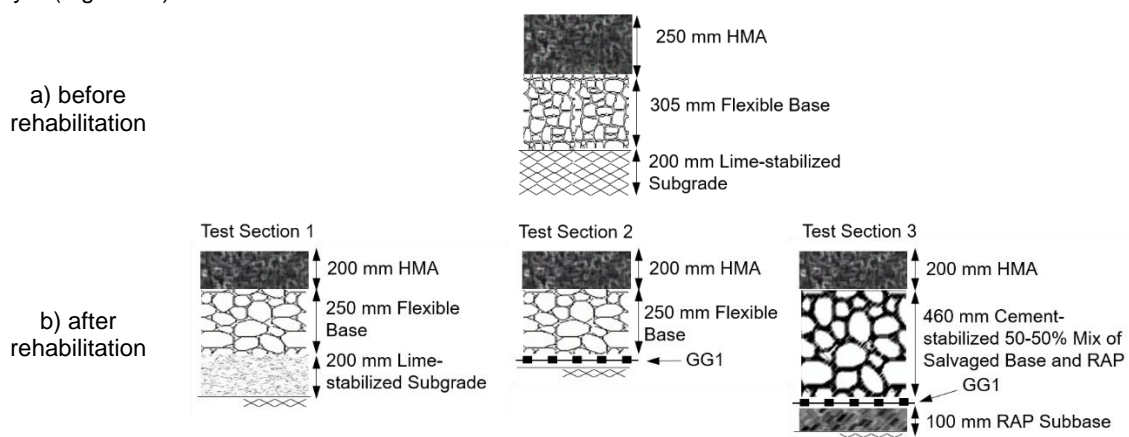 250 mm HMA
a) before
rehabilitation
305 mm Flexible Base
200 mm Lime-stabilized
Subgrade
Test Section 1
200 mm HMA
250 mm Flexible
Base
200 mm Lime-
stabilized Subgrade
Test Section 2
200 mm HMA
250 mm Flexible
Base
GG1
Test Section 3
200 mm HMA
460 mm Cement-
stabilized 50-50% Mix of
Salvaged Base and RAP
GG1
100 mm RAP Subbase
b) after
rehabilitation